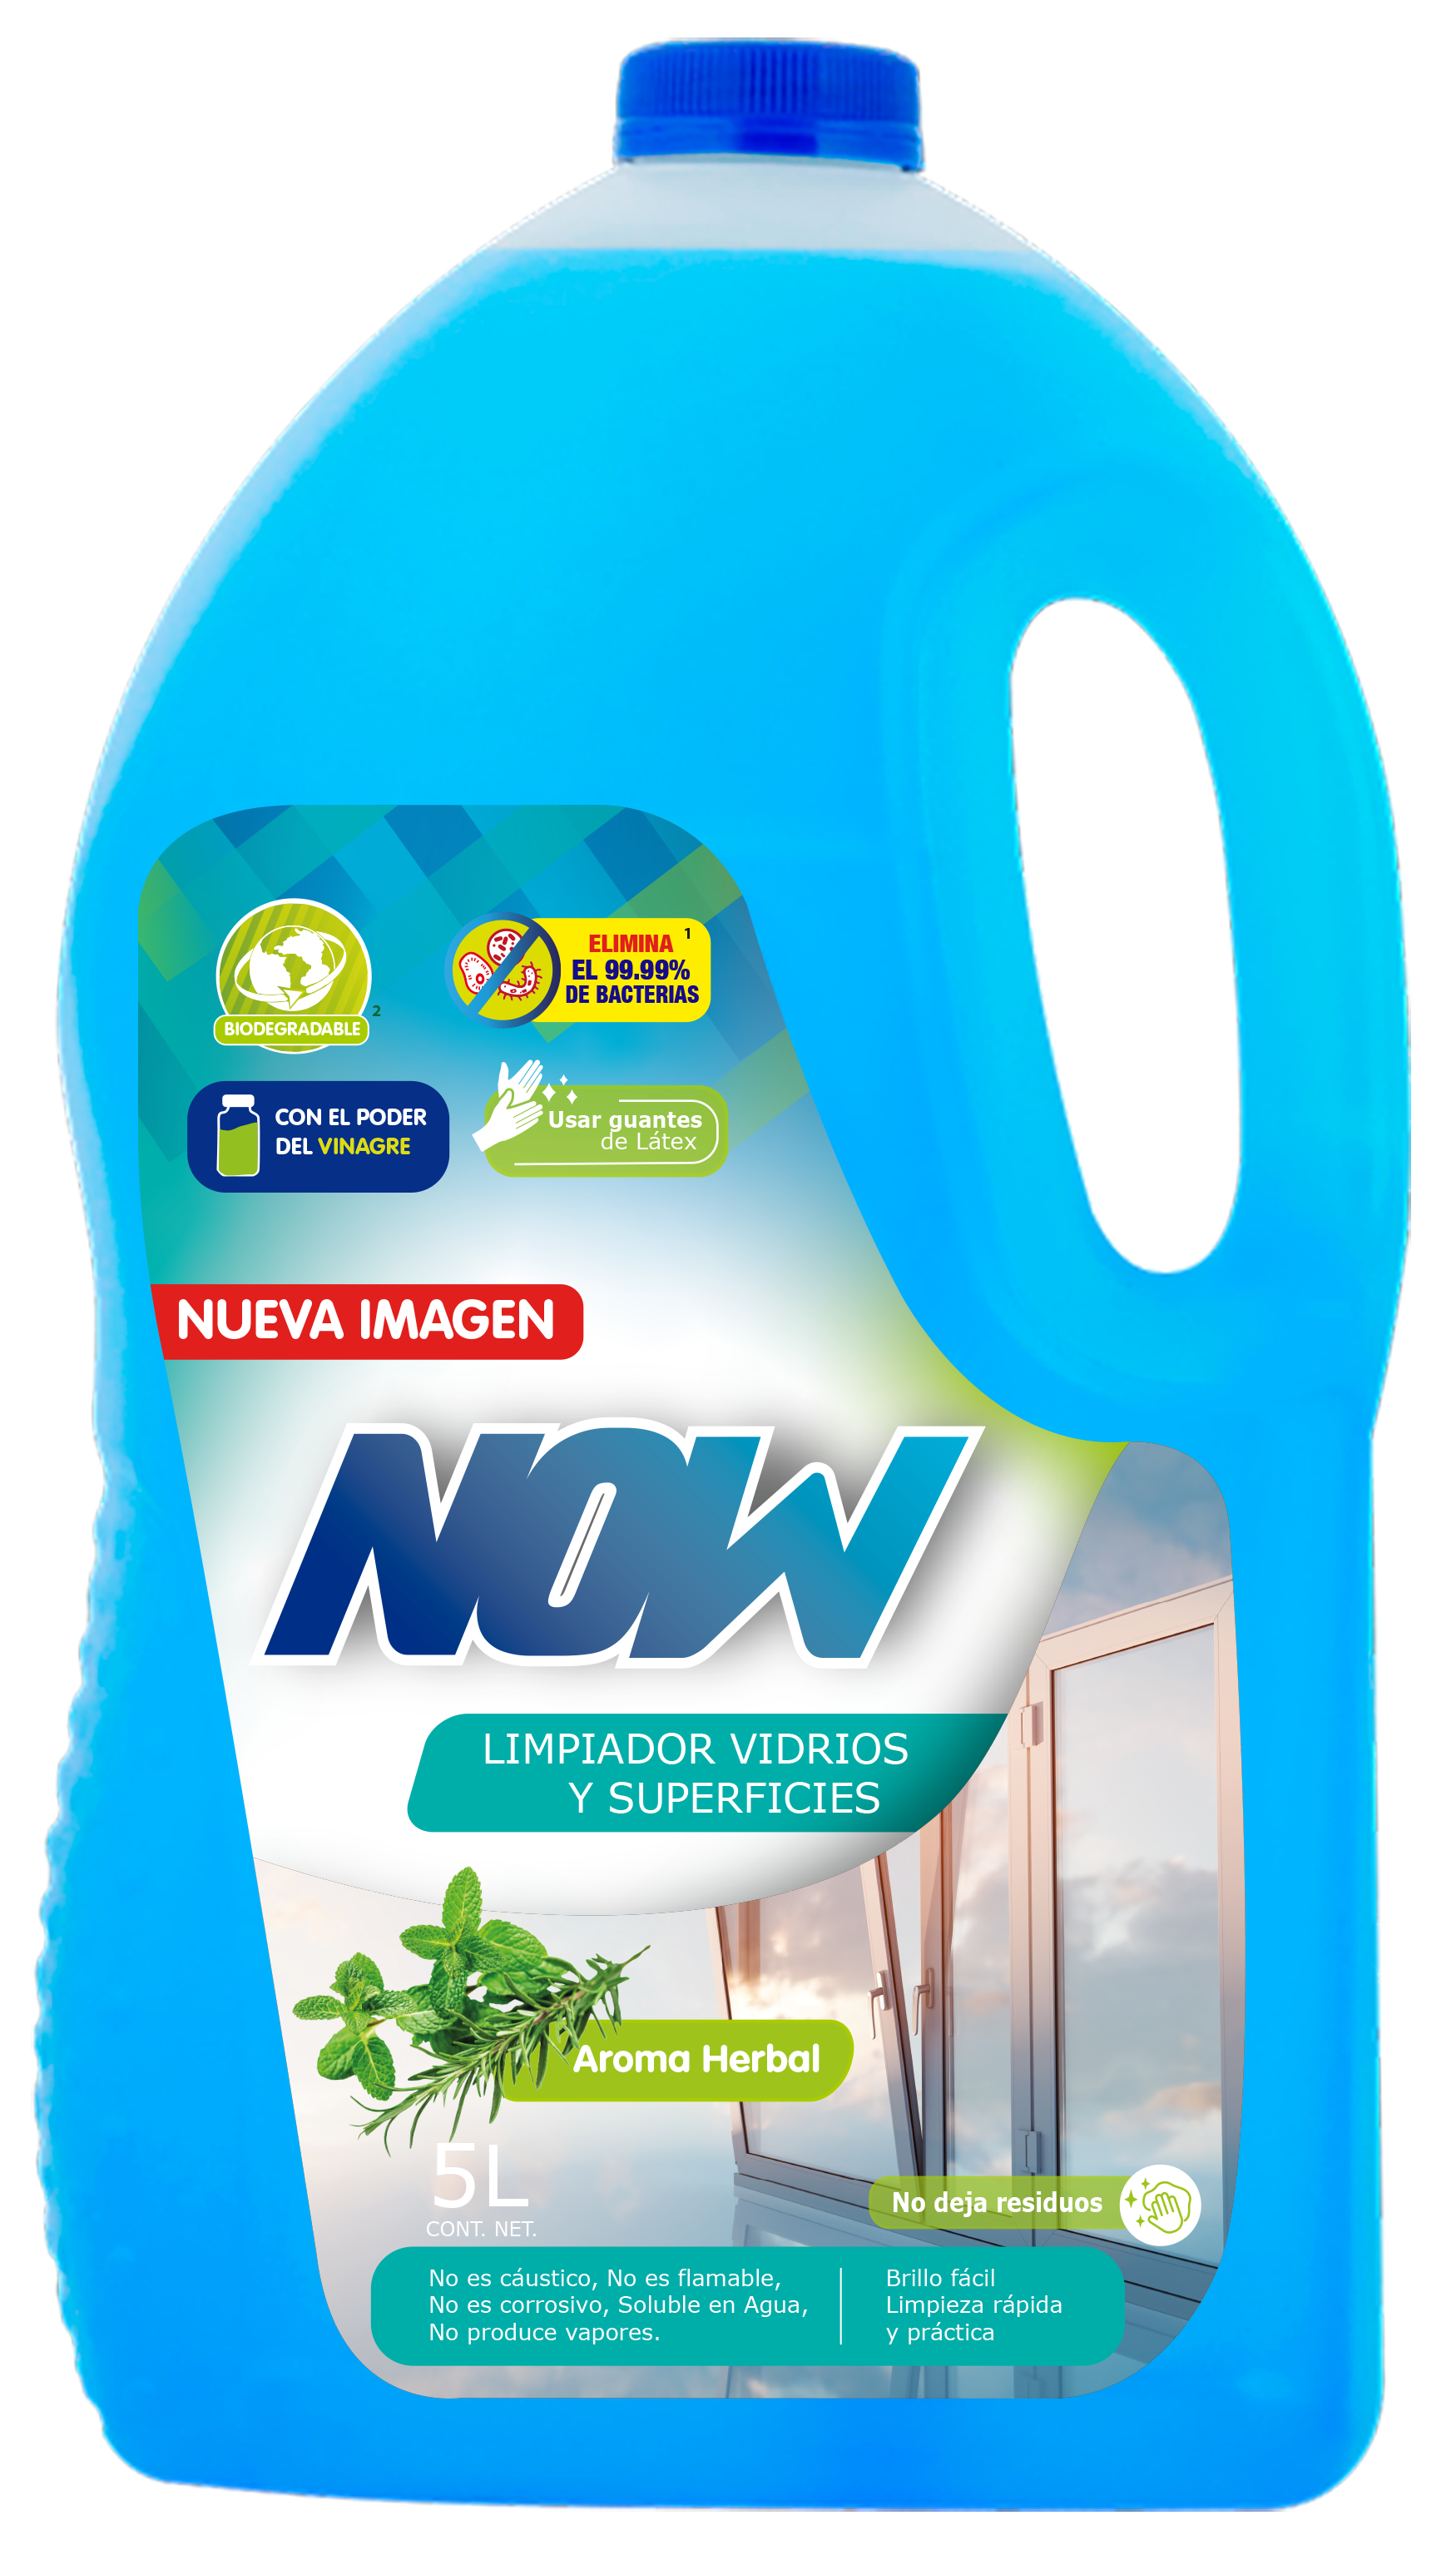 BIODEGRADABLE 2
ELIMINA 1
EL 99.99%
DE BACTERIAS
CON EL PODER
DEL VINAGRE
Usar guantes
de Látex
NUEVA IMAGEN
NOW
LIMPIADOR VIDRIOS
Y SUPERFICIES
Aroma Herbal
5L
CONT. NET.
No deja residuos
No es cáustico, No es flamable,
No es corrosivo, Soluble en Agua,
No produce vapores.
Brillo fácil
Limpieza rápida
y práctica